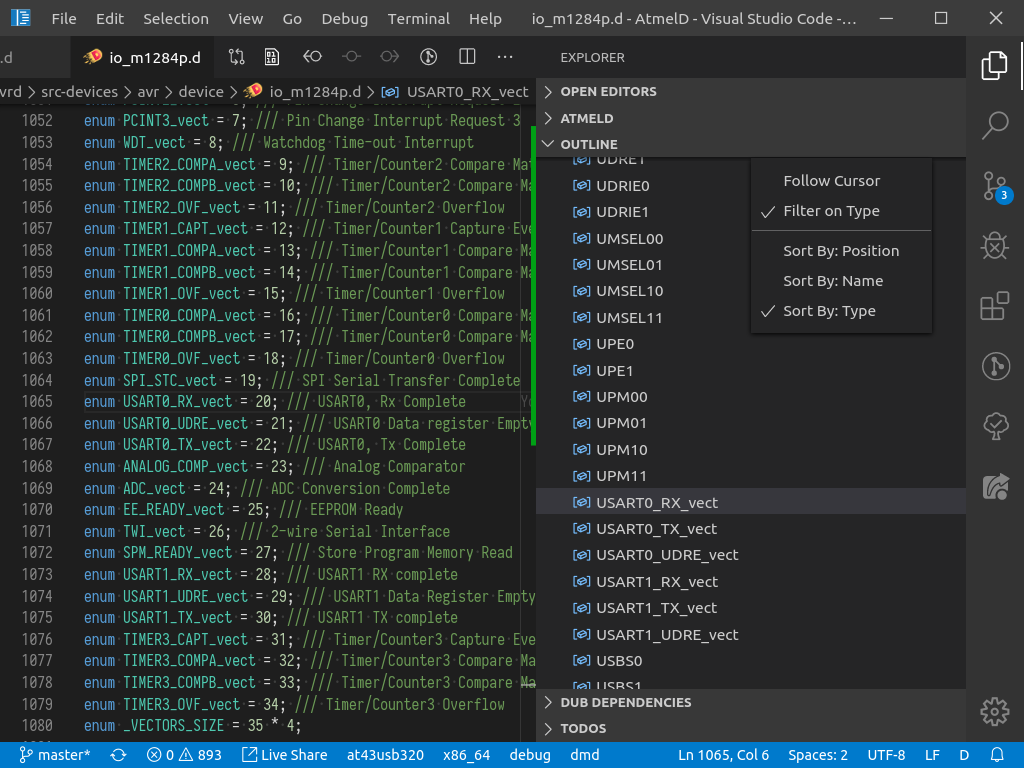 File Edit Selection View Go Debug Terminal Help io_m1284p.d - AtmelD - Visual Studio Code -...
.d io_m1284p.d
EXPLORER
vrd > src-devices > avr > device > io_m1284p.d > USART0_RX_vect
1052 enum PCINT3_vect = 7; /// Pin Change Interrupt Request 3
1053 enum WDT_vect = 8; /// Watchdog Time-out Interrupt
1054 enum TIMER2_COMPA_vect = 9; /// Timer/Counter2 Compare Mat
1055 enum TIMER2_COMPB_vect = 10; /// Timer/Counter2 Compare Ma
1056 enum TIMER2_OVF_vect = 11; /// Timer/Counter2 Overflow
1057 enum TIMER1_CAPT_vect = 12; /// Timer/Counter1 Capture Eve
1058 enum TIMER1_COMPA_vect = 13; /// Timer/Counter1 Compare Ma
1059 enum TIMER1_COMPB_vect = 14; /// Timer/Counter1 Compare Ma
1060 enum TIMER1_OVF_vect = 15; /// Timer/Counter1 Overflow
1061 enum TIMER0_COMPA_vect = 16; /// Timer/Counter0 Compare Ma
1062 enum TIMER0_COMPB_vect = 17; /// Timer/Counter0 Compare Ma
1063 enum TIMER0_OVF_vect = 18; /// Timer/Counter0 Overflow
1064 enum SPI_STC_vect = 19; /// SPI Serial Transfer Complete
1065 enum USART0_RX_vect = 20; /// USART0, Rx Complete
1066 enum USART0_UDRE_vect = 21; /// USART0 Data register Empty
1067 enum USART0_TX_vect = 22; /// USART0, Tx Complete
1068 enum ANALOG_COMP_vect = 23; /// Analog Comparator
1069 enum ADC_vect = 24; /// ADC Conversion Complete
1070 enum EE_READY_vect = 25; /// EEPROM Ready
1071 enum TWI_vect = 26; /// 2-wire Serial Interface
1072 enum SPM_READY_vect = 27; /// Store Program Memory Read
1073 enum USART1_RX_vect = 28; /// USART1 RX complete
1074 enum USART1_UDRE_vect = 29; /// USART1 Data Register Empty
1075 enum USART1_TX_vect = 30; /// USART1 TX complete
1076 enum TIMER3_CAPT_vect = 31; /// Timer/Counter3 Capture Eve
1077 enum TIMER3_COMPA_vect = 32; /// Timer/Counter3 Compare Ma
1078 enum TIMER3_COMPB_vect = 33; /// Timer/Counter3 Compare Ma
1079 enum TIMER3_OVF_vect = 34; /// Timer/Counter3 Overflow
1080 enum _VECTORS_SIZE = 35 * 4;
OPEN EDITORS
ATMELD
OUTLINE
UDRE1
UDRIE0
UDRIE1
UMSEL00
UMSEL01
UMSEL10
UMSEL11
UPE0
UPE1
UPM00
UPM01
UPM10
UPM11
USART0_RX_vect
USART0_TX_vect
USART0_UDRE_vect
USART1_RX_vect
USART1_TX_vect
USART1_UDRE_vect
USBS0
USBS1
DUB DEPENDENCIES
TODOS
Follow Cursor
Filter on Type
Sort By: Position
Sort By: Name
Sort By: Type
3
master* 0 893 Live Share at43usb320 x86_64 debug dmd Ln 1065, Col 6 Spaces: 2 UTF-8 LF D